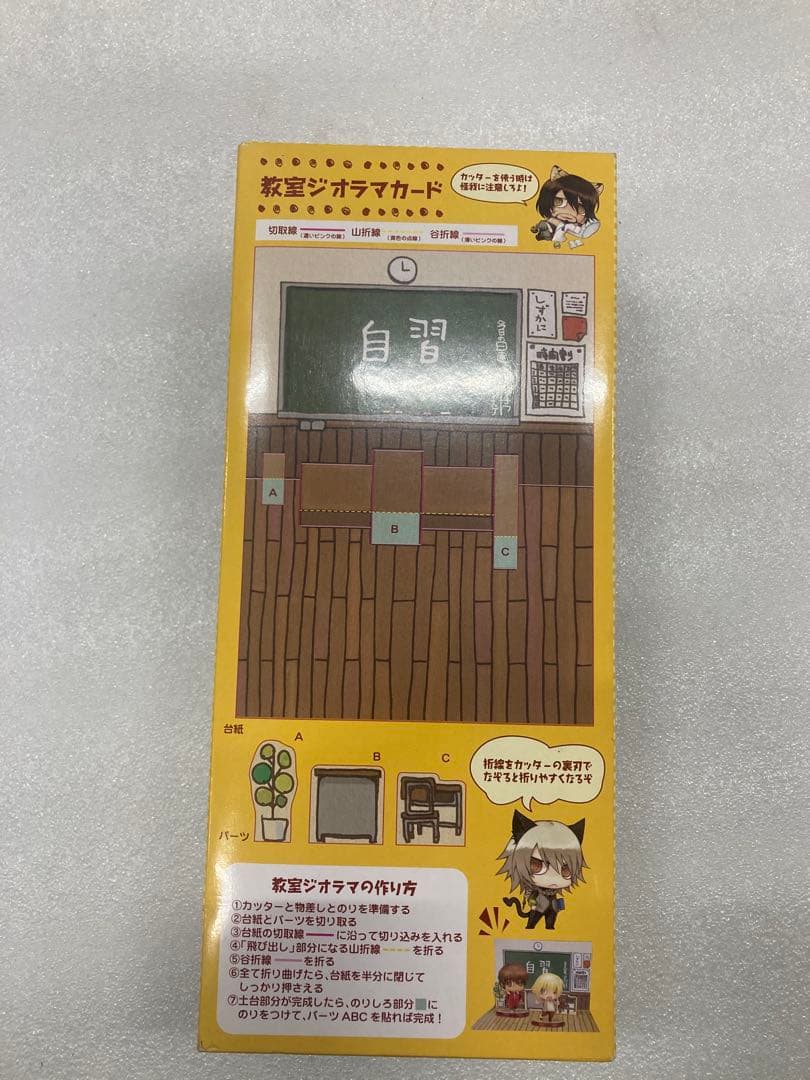 教室ジオラマカード
カッターを使う時は
怪我に注意しろよ!
切取線 山折線 谷折線
(濃いピンクの線) (黄色の点線) (薄いピンクの線)
自習
しずかに
時間割り
A
B
C
台紙
A
B
C
パーツ
折線をカッターの裏刃で
なぞると折りやすくなるぞ
教室ジオラマの作り方
①カッターと物差しとのりを準備する
②台紙とパーツを切り取る
③台紙の切取線 に沿って切り込みを入れる
④「飛び出し」部分になる山折線 を折る
⑤谷折線 を折る
⑥全て折り曲げたら、台紙を半分に閉じて
しっかり押さえる
⑦土台部分が完成したら、のりしろ部分 に
のりをつけて、パーツABCを貼れば完成!
自習